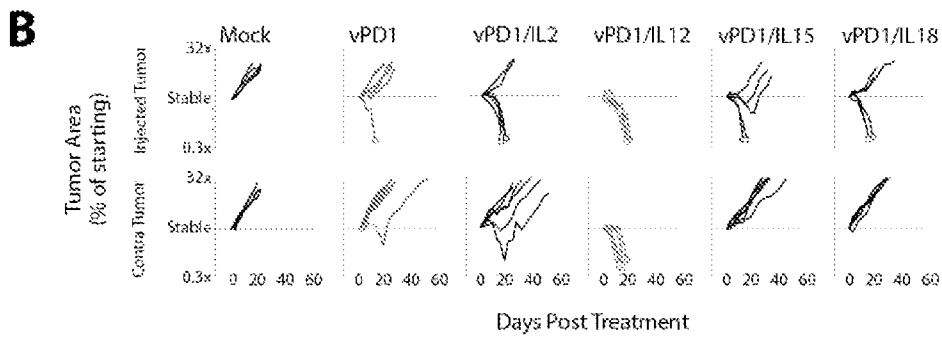 B
Mock vPD1 vPD1/IL2 vPD1/IL12 vPD1/IL15 vPD1/IL18
Tumor Area
(% of starting)
Injected Tumor
32x
Stable
0.3x
Contra Tumor
32x
Stable
0.3x
0 20 40 60 0 20 40 60 0 20 40 60 0 20 40 60 0 20 40 60 0 20 40 60
Days Post Treatment